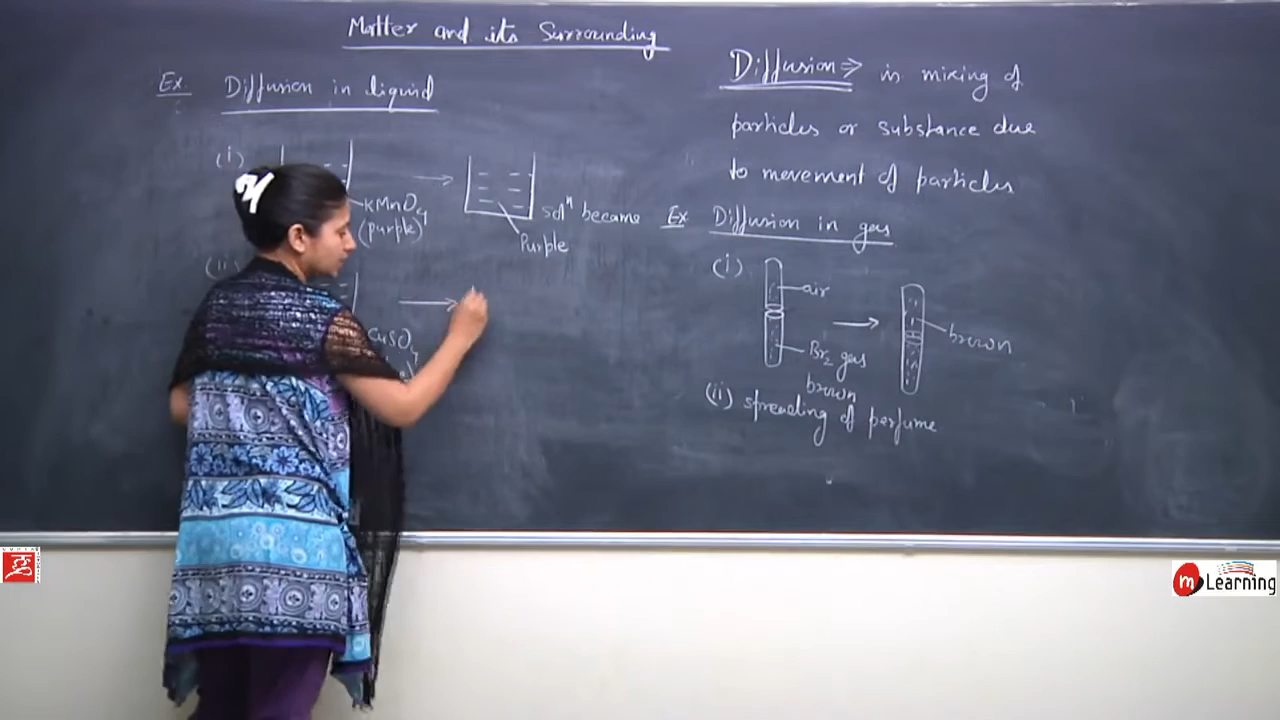 Matter and its Surrounding
Ex. Diffusion in liquid
(i)
KMnO4
(purple)
Purple
solⁿ became
(ii)
CuSO4
Diffusion ⇒ is mixing of
particles or substance due
to movement of particles
Ex Diffusion in gas
(i)
air
Br2 gas
brown
brown
(ii) spreading of perfume
mLearning